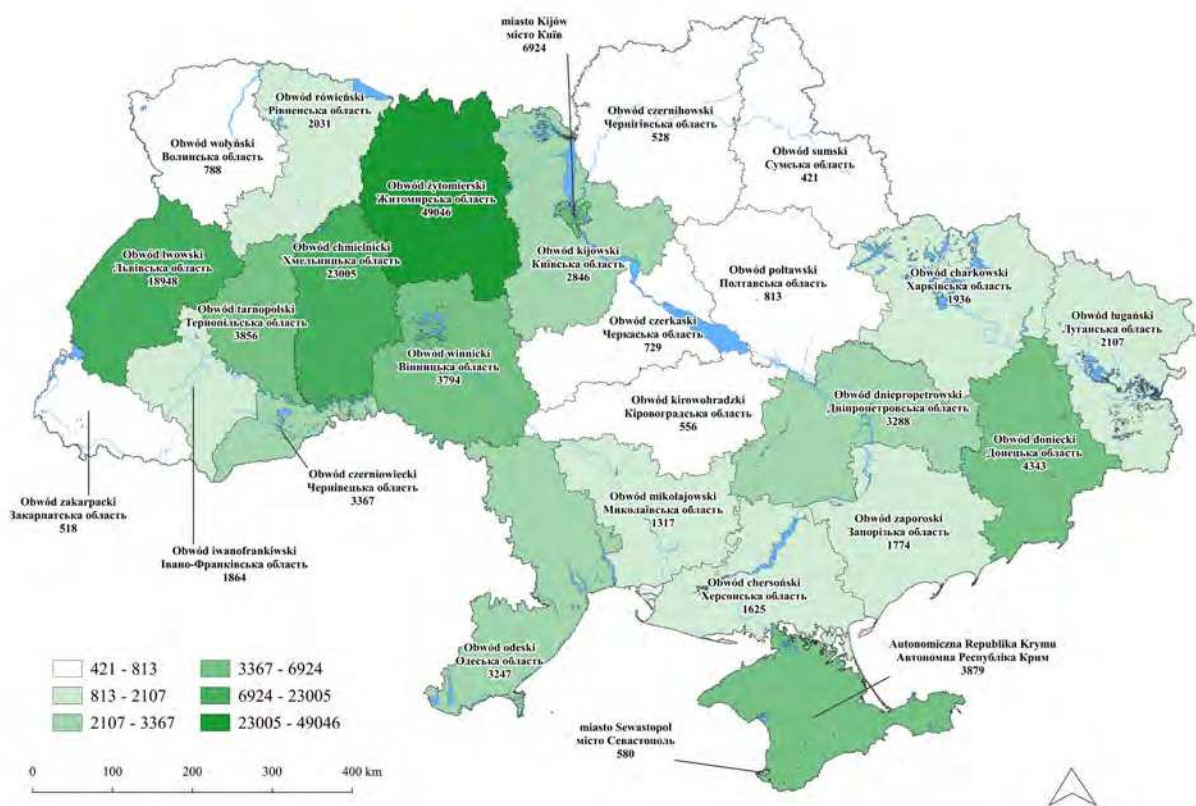 miasto Kijów
місто Київ
6924
Obwód rówieński
Рівненська область
2031
Obwód wołyński
Волинська область
788
Obwód czernihowski
Чернігівська область
528
Obwód sumski
Сумська область
421
Obwód żytomierski
Житомирська область
49046
Obwód lwowski
Львівська область
18948
Obwód chmielnicki
Хмельницька область
23005
Obwód kijowski
Київська область
2846
Obwód połtawski
Полтавська область
813
Obwód charkowski
Харківська область
1936
Obwód tarnopolski
Тернопільська область
3856
Obwód czerkaski
Черкаська область
729
Obwód ługański
Луганська область
2107
Obwód winnicki
Вінницька область
3794
Obwód kirowohradzki
Кіровоградська область
556
Obwód dniepropetrowski
Дніпропетровська область
3288
Obwód doniecki
Донецька область
4343
Obwód czerniowiecki
Чернівецька область
3367
Obwód zakarpacki
Закарпатська область
518
Obwód mikołajowski
Миколаївська область
1317
Obwód zaporoski
Запорізька область
1774
Obwód iwanofrankiwski
Івано-Франківська область
1864
Obwód chersoński
Херсонська область
1625
Obwód odeski
Одеська область
3247
Autonomiczna Republika Krymu
Автономна Республіка Крим
3879
miasto Sewastopol
місто Севастополь
580
421 - 813
813 - 2107
2107 - 3367
3367 - 6924
6924 - 23005
23005 - 49046
0 100 200 300 400 km